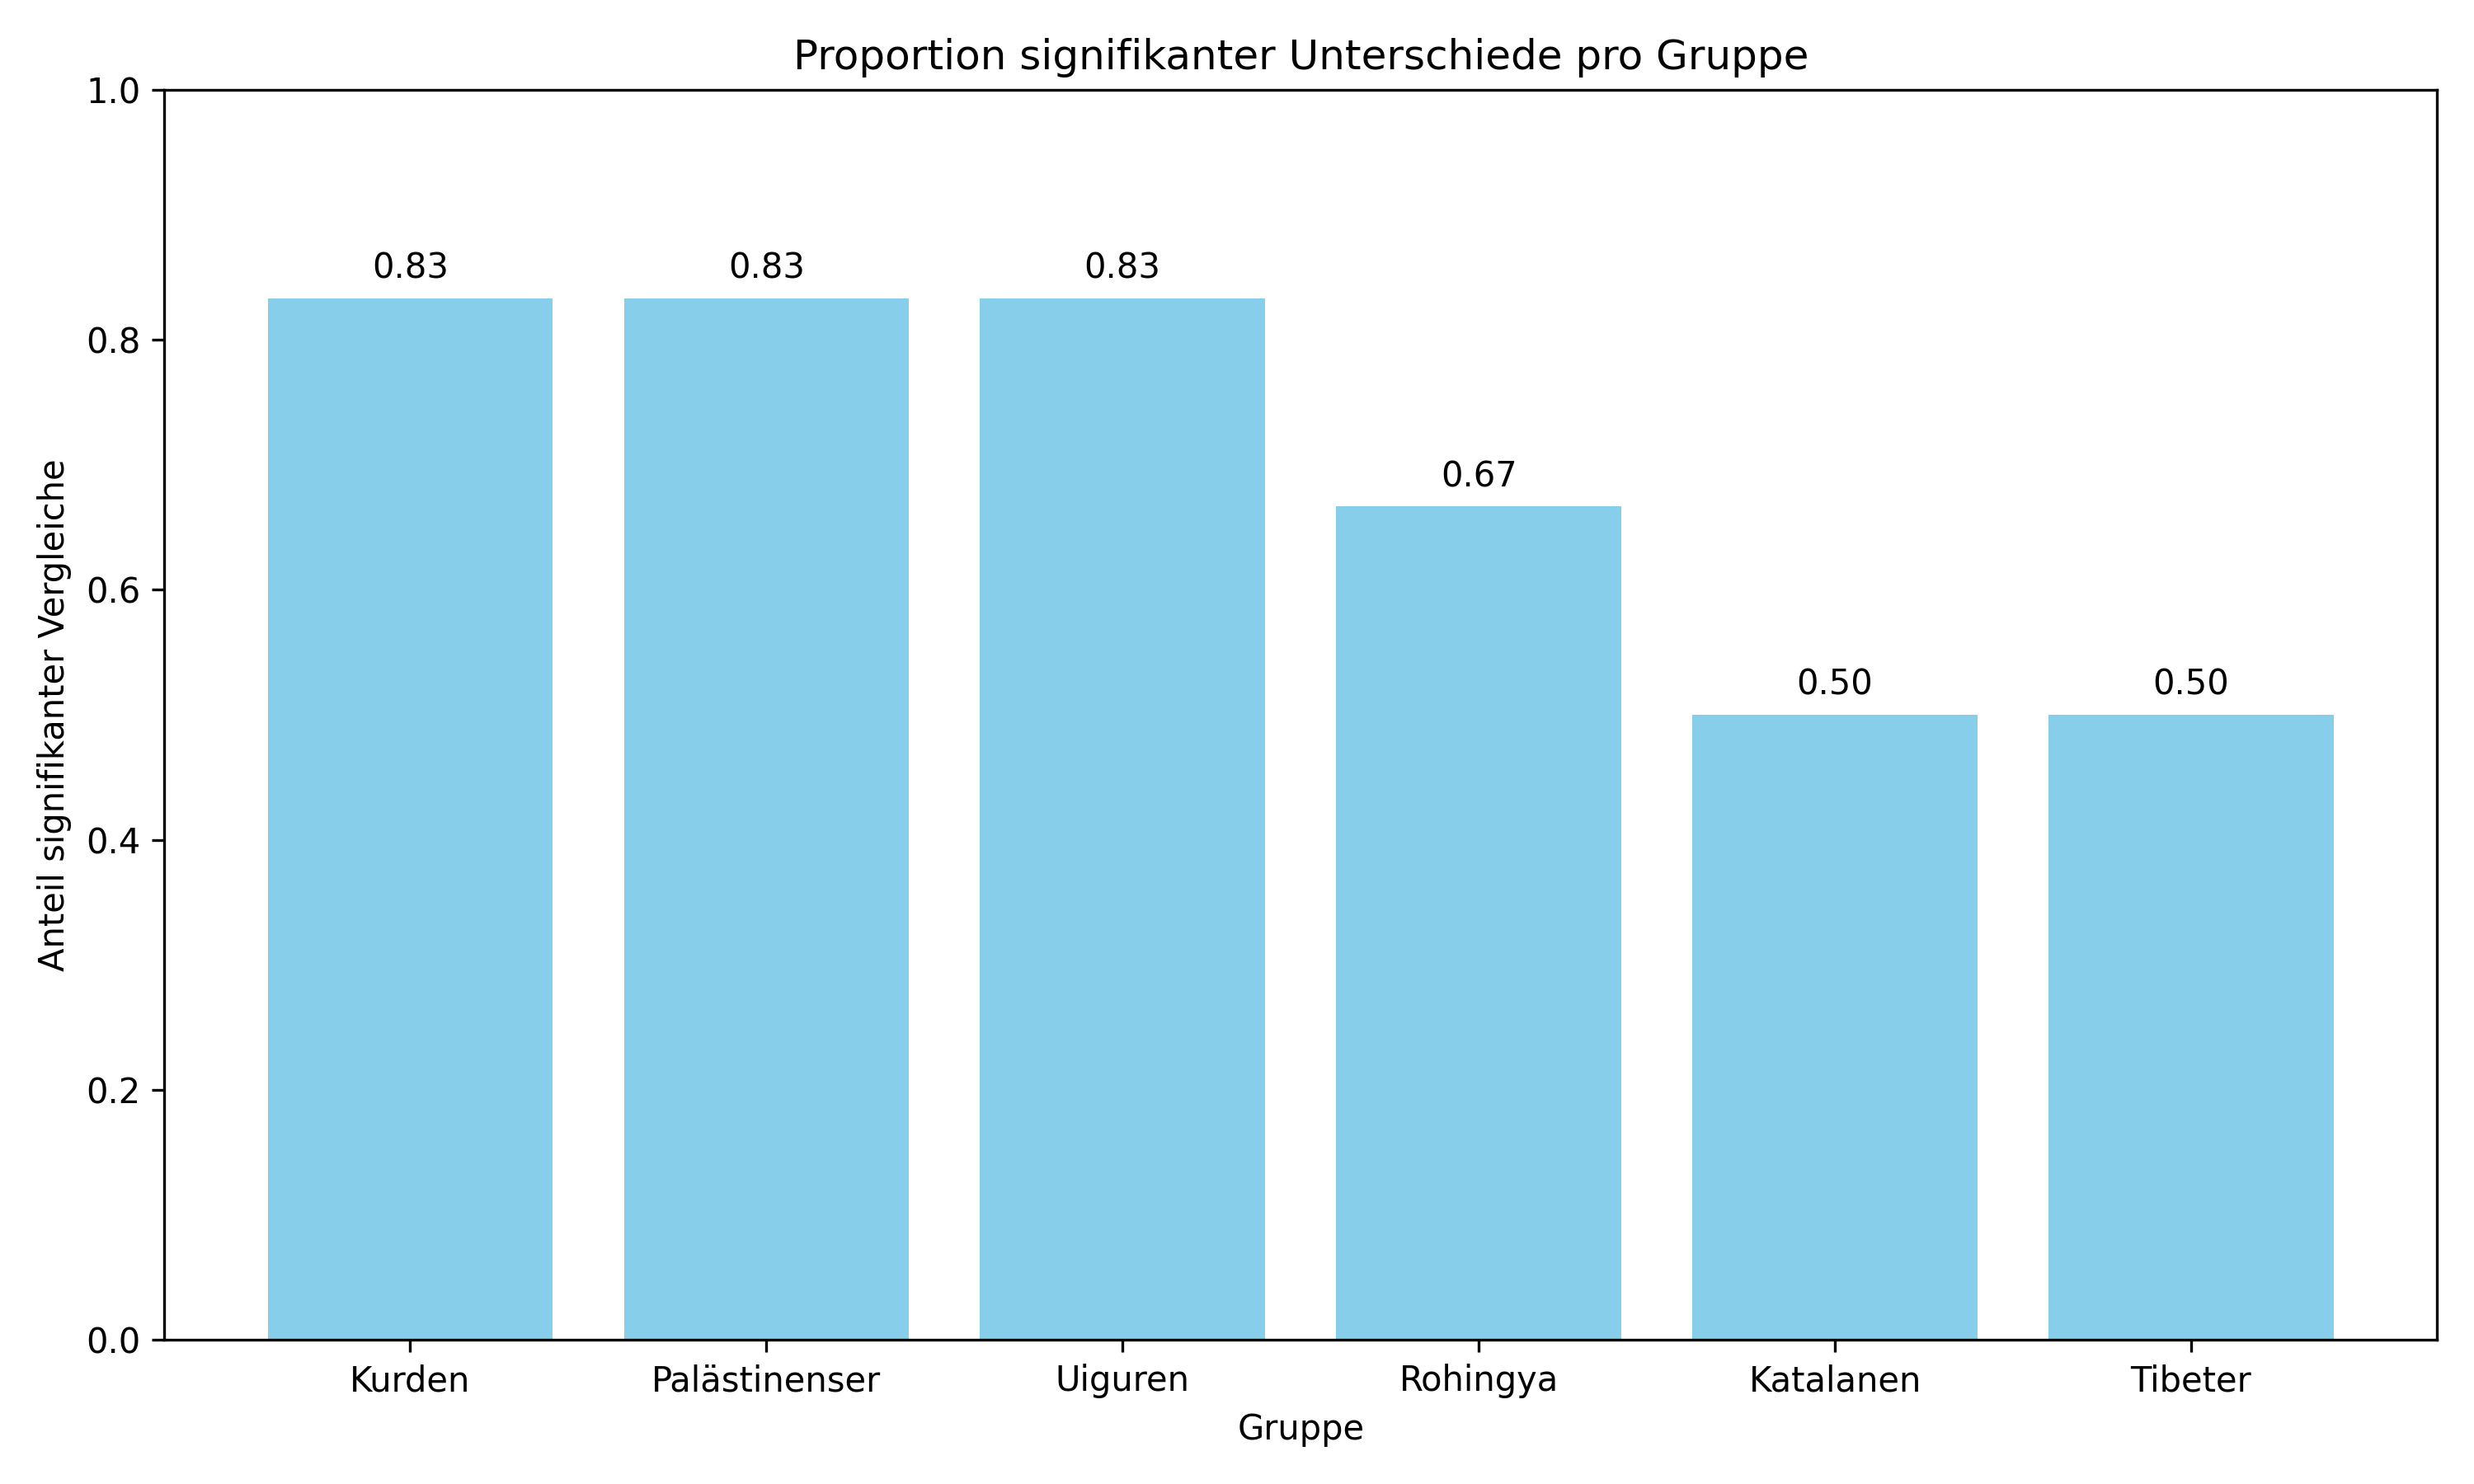 Proportion signifikanter Unterschiede pro Gruppe
Anteil signifikanter Vergleiche
1.0
0.8
0.6
0.4
0.2
0.0
0.83
0.83
0.83
0.67
0.50
0.50
Kurden
Palästinenser
Uiguren
Rohingya
Katalanen
Tibeter
Gruppe